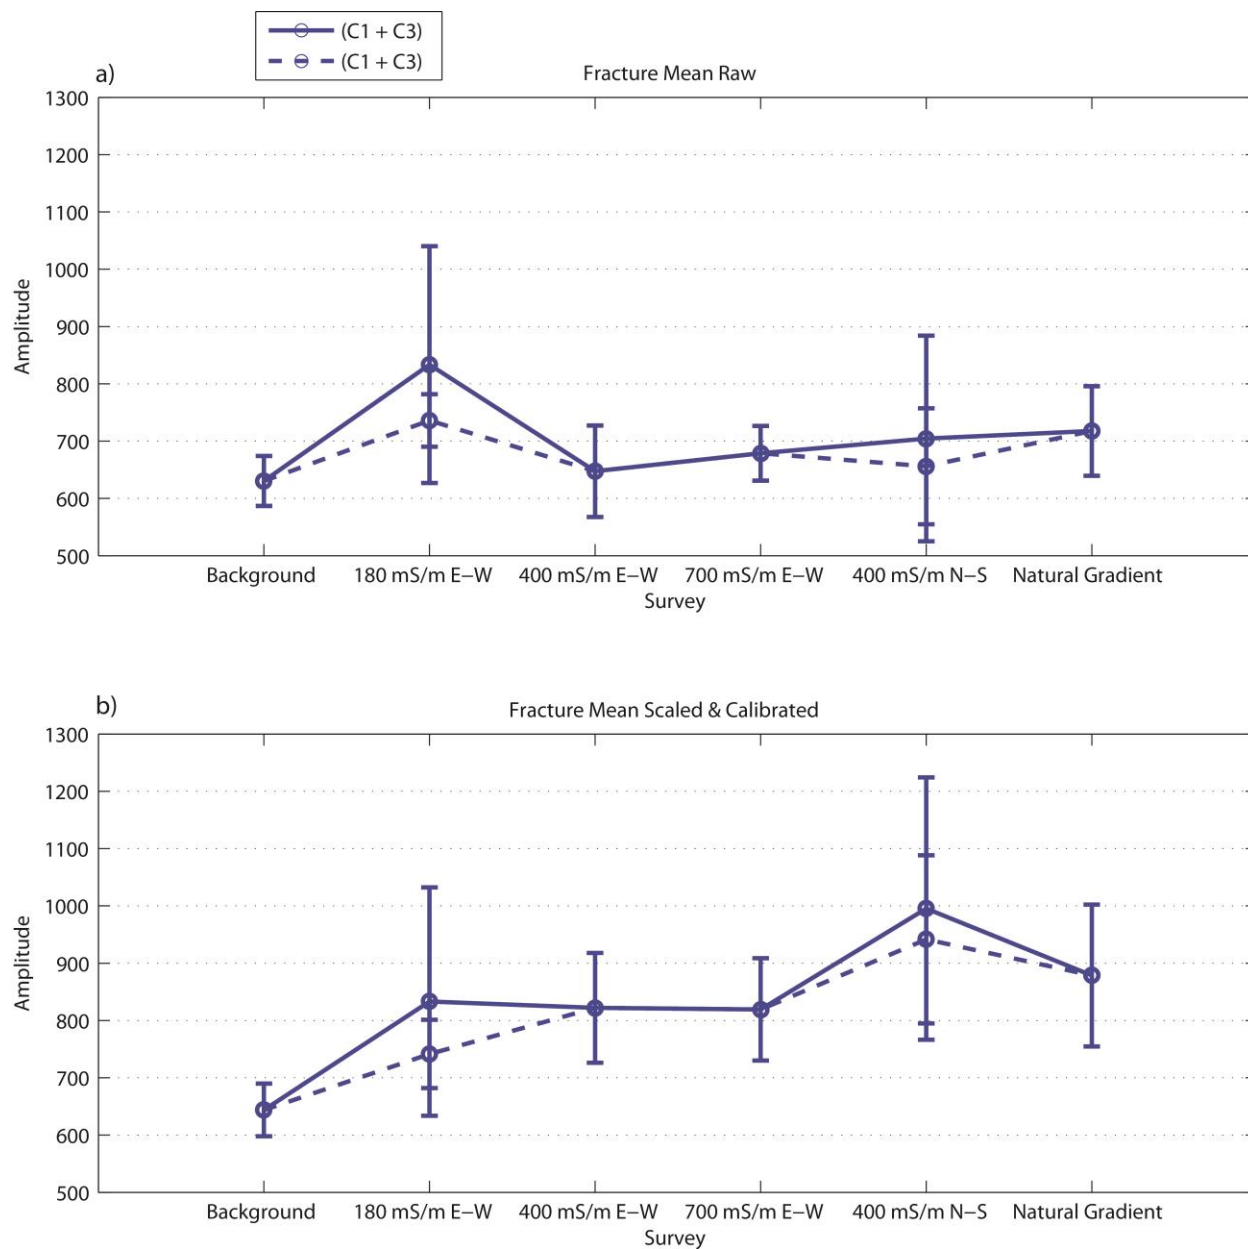 (C1 + C3)
(C1 + C3)
a)
Fracture Mean Raw
1300
1200
1100
1000
900
800
700
600
500
Amplitude
Background 180 mS/m E−W 400 mS/m E−W 700 mS/m E−W 400 mS/m N−S Natural Gradient
Survey
b)
Fracture Mean Scaled & Calibrated
1300
1200
1100
1000
900
800
700
600
500
Amplitude
Background 180 mS/m E−W 400 mS/m E−W 700 mS/m E−W 400 mS/m N−S Natural Gradient
Survey